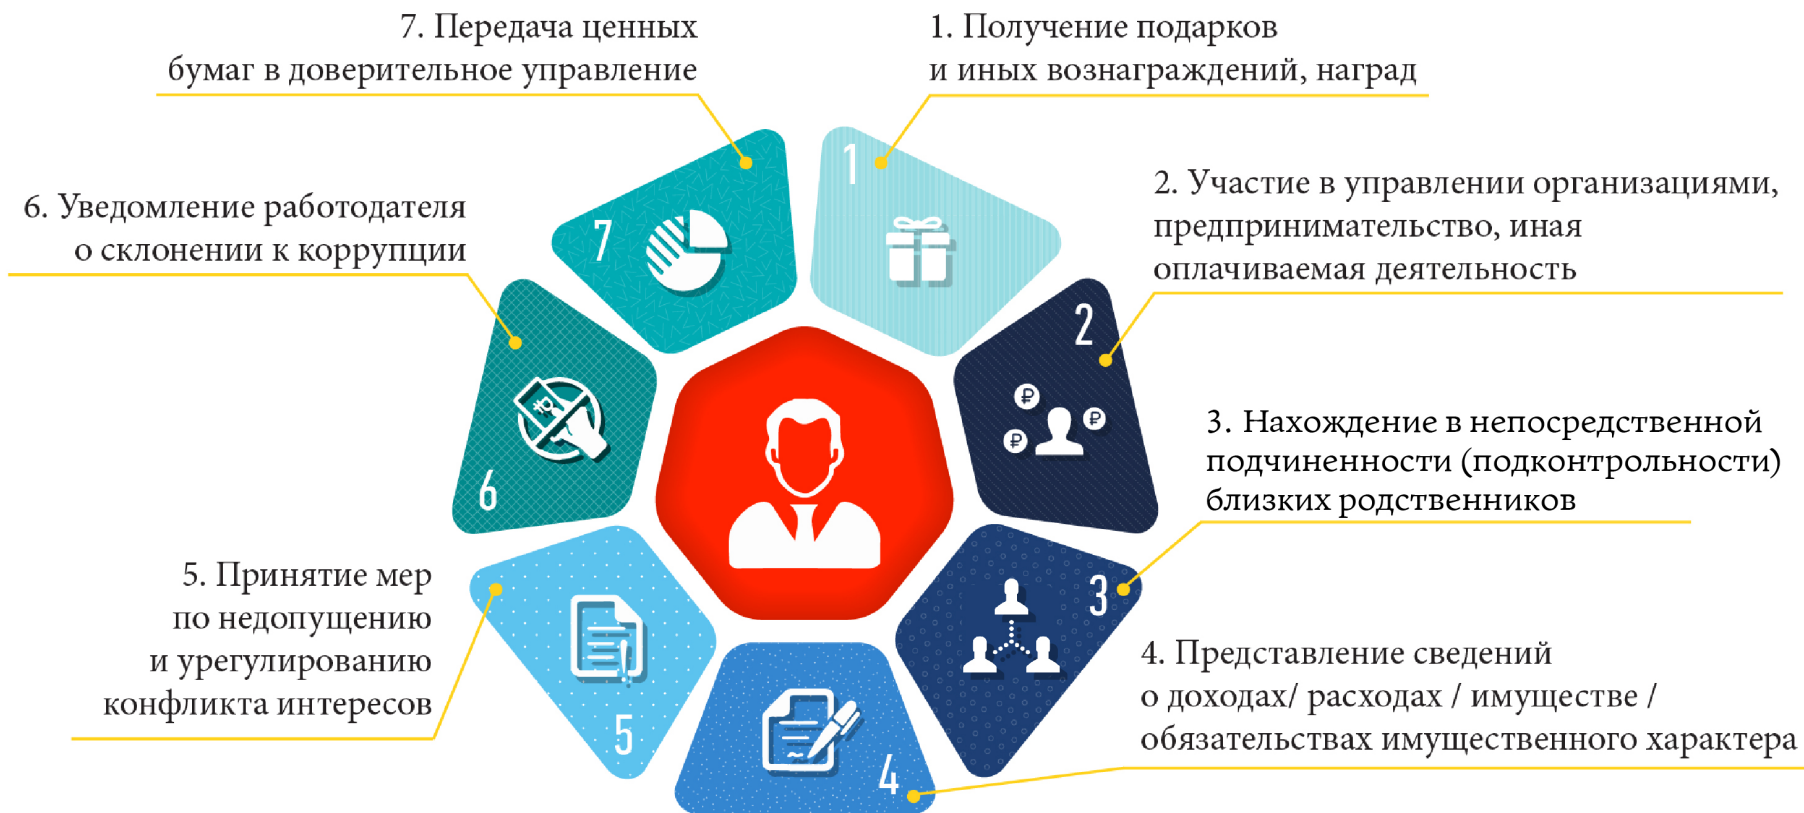 1. Получение подарков
и иных вознаграждений, наград
2. Участие в управлении организациями,
предпринимательство, иная
оплачиваемая деятельность
3. Нахождение в непосредственной
подчиненности (подконтрольности)
близких родственников
4. Представление сведений
о доходах/ расходах / имуществе /
обязательствах имущественного характера
5. Принятие мер
по недопущению
и урегулированию
конфликта интересов
6. Уведомление работодателя
о склонении к коррупции
7. Передача ценных
бумаг в доверительное управление
1
2
₽
₽
₽
3
4
5
6
7